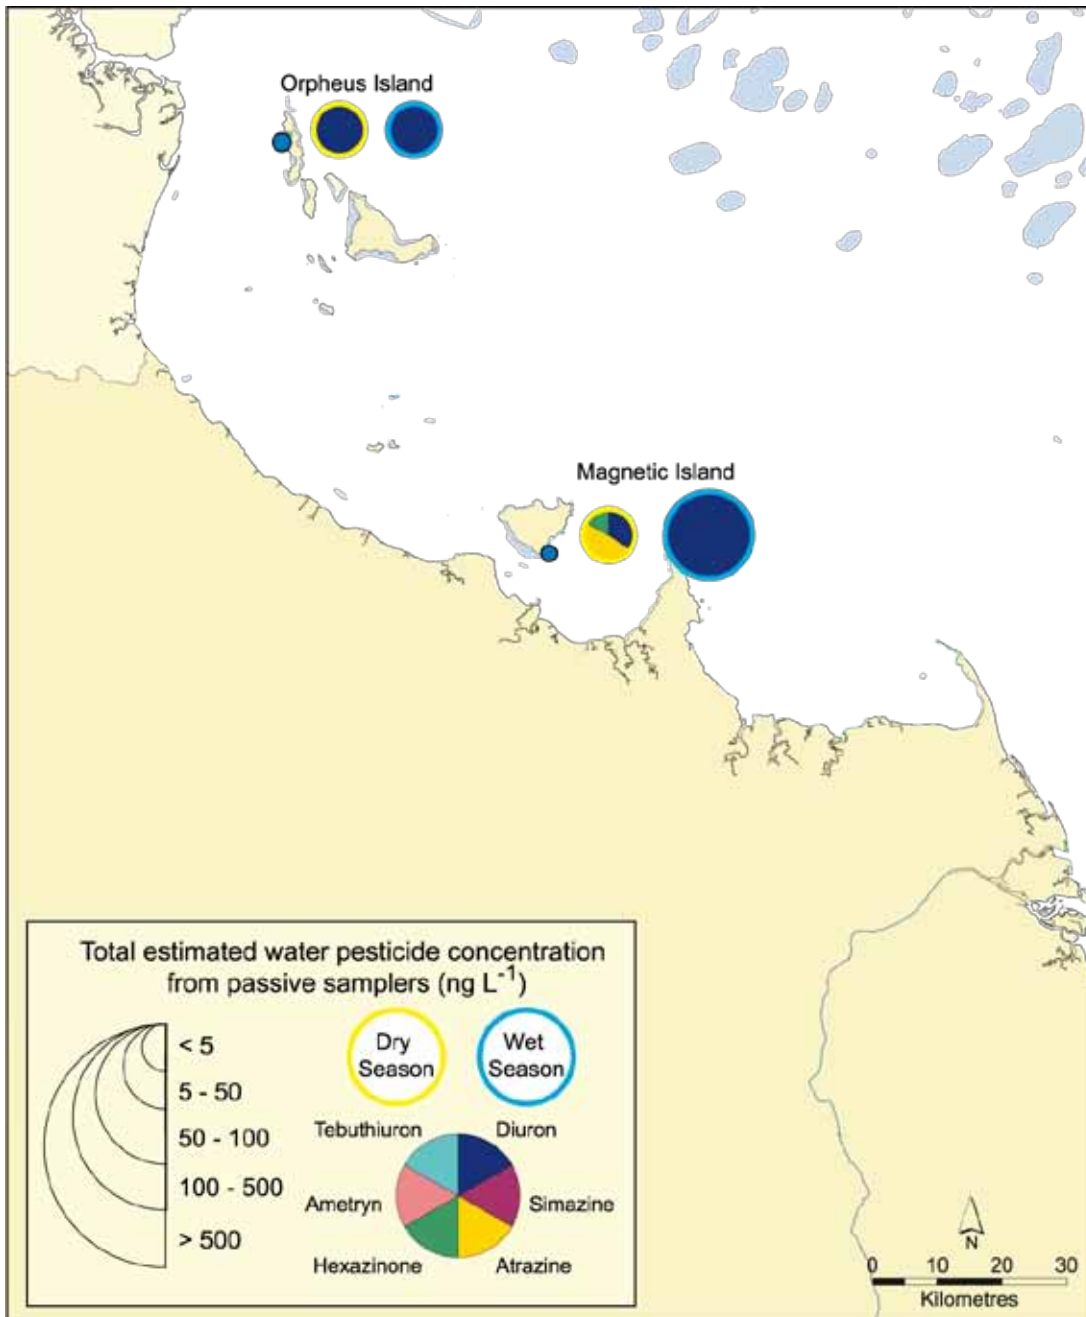 Orpheus Island
Magnetic Island
Total estimated water pesticide concentration
from passive samplers (ng L⁻¹)
< 5
5 - 50
50 - 100
100 - 500
> 500
Dry
Season
Wet
Season
Tebuthiuron
Diuron
Ametryn
Simazine
Hexazinone
Atrazine
N
0 10 20 30
Kilometres